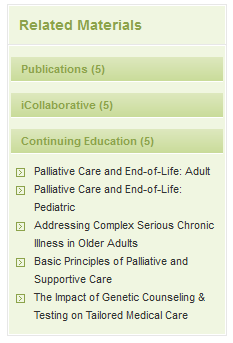 Related Materials
Publications (5)
iCollaborative (5)
Continuing Education (5)
Palliative Care and End-of-Life: Adult
Palliative Care and End-of-Life:
Pediatric
Addressing Complex Serious Chronic
Illness in Older Adults
Basic Principles of Palliative and
Supportive Care
The Impact of Genetic Counseling &
Testing on Tailored Medical Care